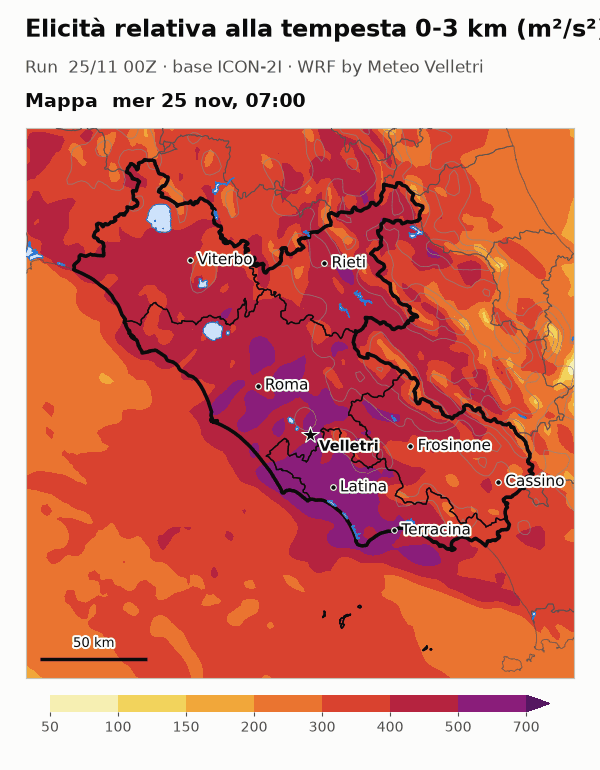 Elicità relativa alla tempesta 0-3 km (m²/s²)
Run 25/11 00Z · base ICON-2I · WRF by Meteo Velletri
Mappa mer 25 nov, 07:00
Viterbo
Rieti
Roma
Velletri
Frosinone
Latina
Cassino
Terracina
50 km
50 100 150 200 300 400 500 700